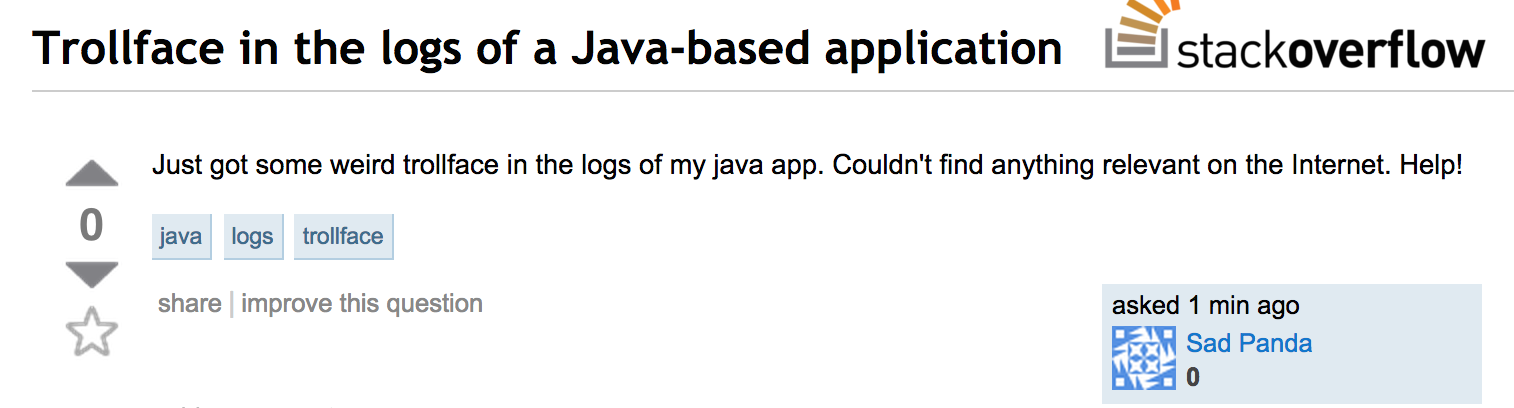 Trollface in the logs of a Java-based application
stackoverflow
Just got some weird trollface in the logs of my java app. Couldn't find anything relevant on the Internet. Help!
0
java logs trollface
share | improve this question
asked 1 min ago
Sad Panda
0